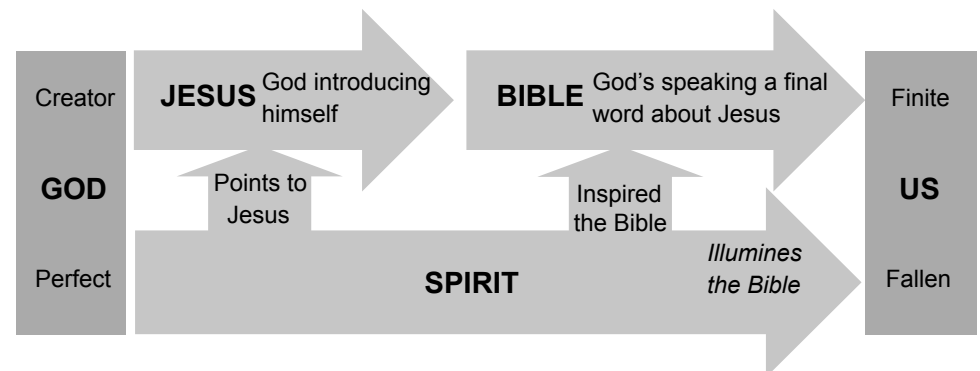 Creator
GOD
Perfect
JESUS God introducing
himself
BIBLE God’s speaking a final
word about Jesus
Points to
Jesus
Inspired
the Bible
SPIRIT
Illumines
the Bible
Finite
US
Fallen